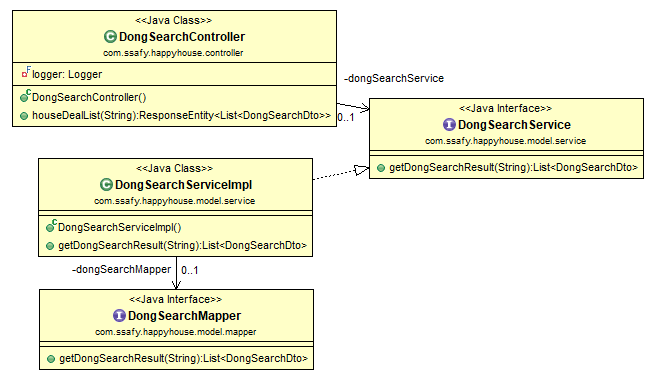 <<Java Class>>
DongSearchController
com.ssafy.happyhouse.controller
logger: Logger
DongSearchController()
houseDealList(String):ResponseEntity<List<DongSearchDto>>
-dongSearchService
0..1
<<Java Interface>>
DongSearchService
com.ssafy.happyhouse.model.service
getDongSearchResult(String):List<DongSearchDto>
<<Java Class>>
DongSearchServiceImpl
com.ssafy.happyhouse.model.service
DongSearchServiceImpl()
getDongSearchResult(String):List<DongSearchDto>
-dongSearchMapper
0..1
<<Java Interface>>
DongSearchMapper
com.ssafy.happyhouse.model.mapper
getDongSearchResult(String):List<DongSearchDto>